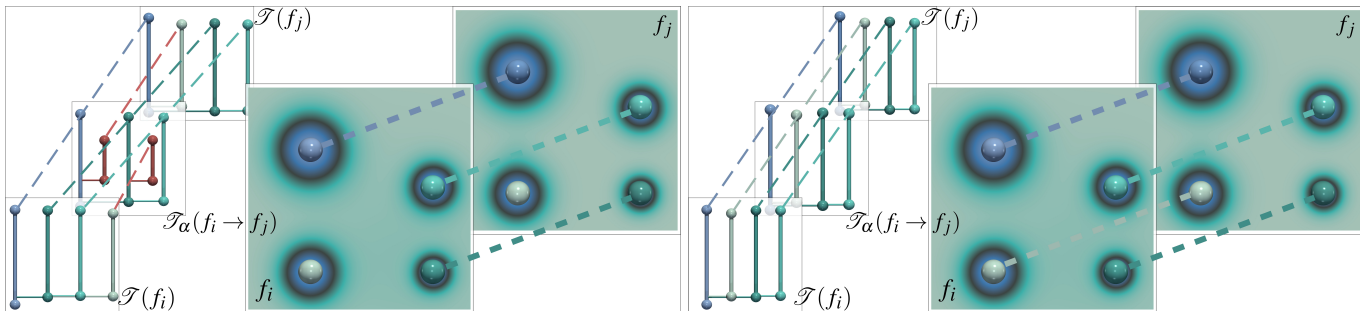 𝒯(f_j)
f_j
𝒯_α(f_i → f_j)
f_i
𝒯(f_i)
𝒯(f_j)
f_j
𝒯_α(f_i → f_j)
f_i
𝒯(f_i)